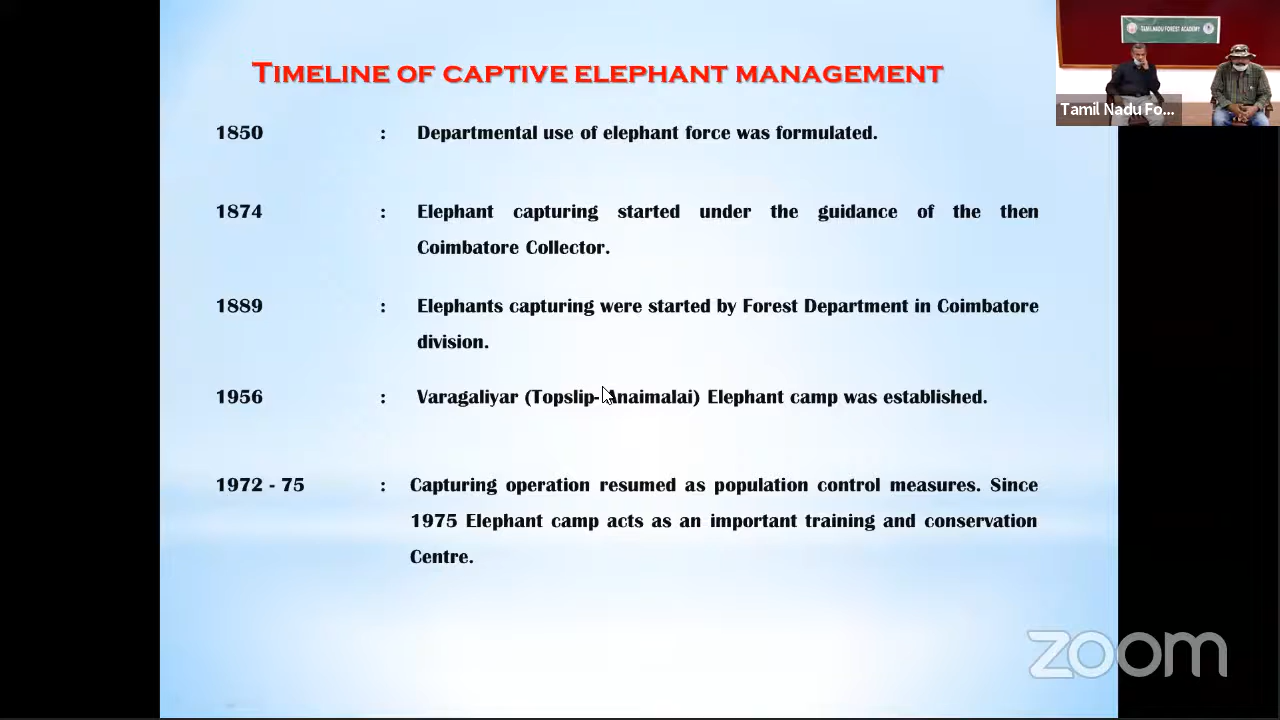 TIMELINE OF CAPTIVE ELEPHANT MANAGEMENT
TAMILNADU FOREST ACADEMY
Tamil Nadu Fo...
1850 : Departmental use of elephant force was formulated.
1874 : Elephant capturing started under the guidance of the then
Coimbatore Collector.
1889 : Elephants capturing were started by Forest Department in Coimbatore
division.
1956 : Varagaliyar (Topslip-Anaimalai) Elephant camp was established.
1972 - 75 : Capturing operation resumed as population control measures. Since
1975 Elephant camp acts as an important training and conservation
Centre.
zoom